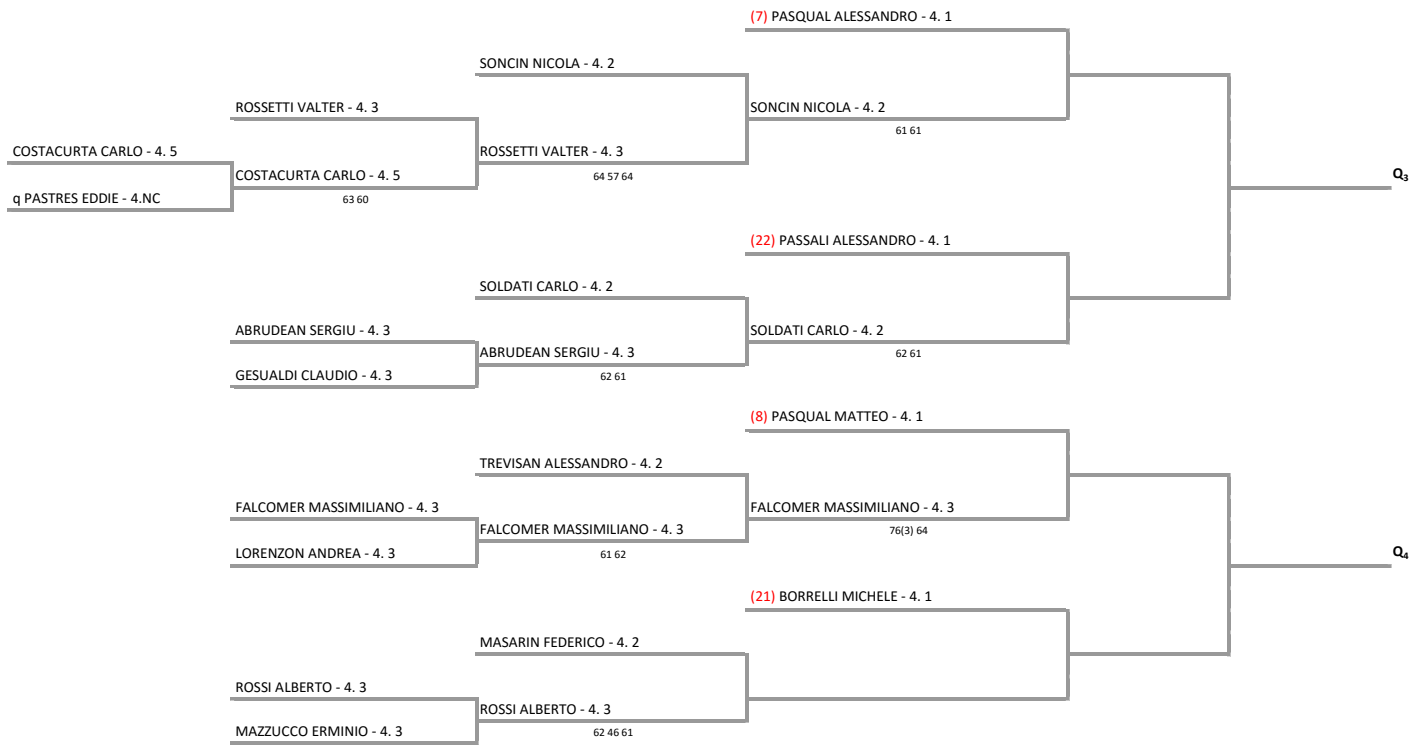 (7) PASQUAL ALESSANDRO - 4. 1
SONCIN NICOLA - 4. 2
ROSSETTI VALTER - 4. 3
SONCIN NICOLA - 4. 2
61 61
COSTACURTA CARLO - 4. 5
ROSSETTI VALTER - 4. 3
64 57 64
COSTACURTA CARLO - 4. 5
63 60
Q₃
q PASTRES EDDIE - 4.NC
(22) PASSALI ALESSANDRO - 4. 1
SOLDATI CARLO - 4. 2
ABRUDEAN SERGIU - 4. 3
SOLDATI CARLO - 4. 2
62 61
ABRUDEAN SERGIU - 4. 3
62 61
GESUALDI CLAUDIO - 4. 3
(8) PASQUAL MATTEO - 4. 1
TREVISAN ALESSANDRO - 4. 2
FALCOMER MASSIMILIANO - 4. 3
FALCOMER MASSIMILIANO - 4. 3
76(3) 64
FALCOMER MASSIMILIANO - 4. 3
61 62
LORENZON ANDREA - 4. 3
Q₄
(21) BORRELLI MICHELE - 4. 1
MASARIN FEDERICO - 4. 2
ROSSI ALBERTO - 4. 3
ROSSI ALBERTO - 4. 3
62 46 61
MAZZUCCO ERMINIO - 4. 3